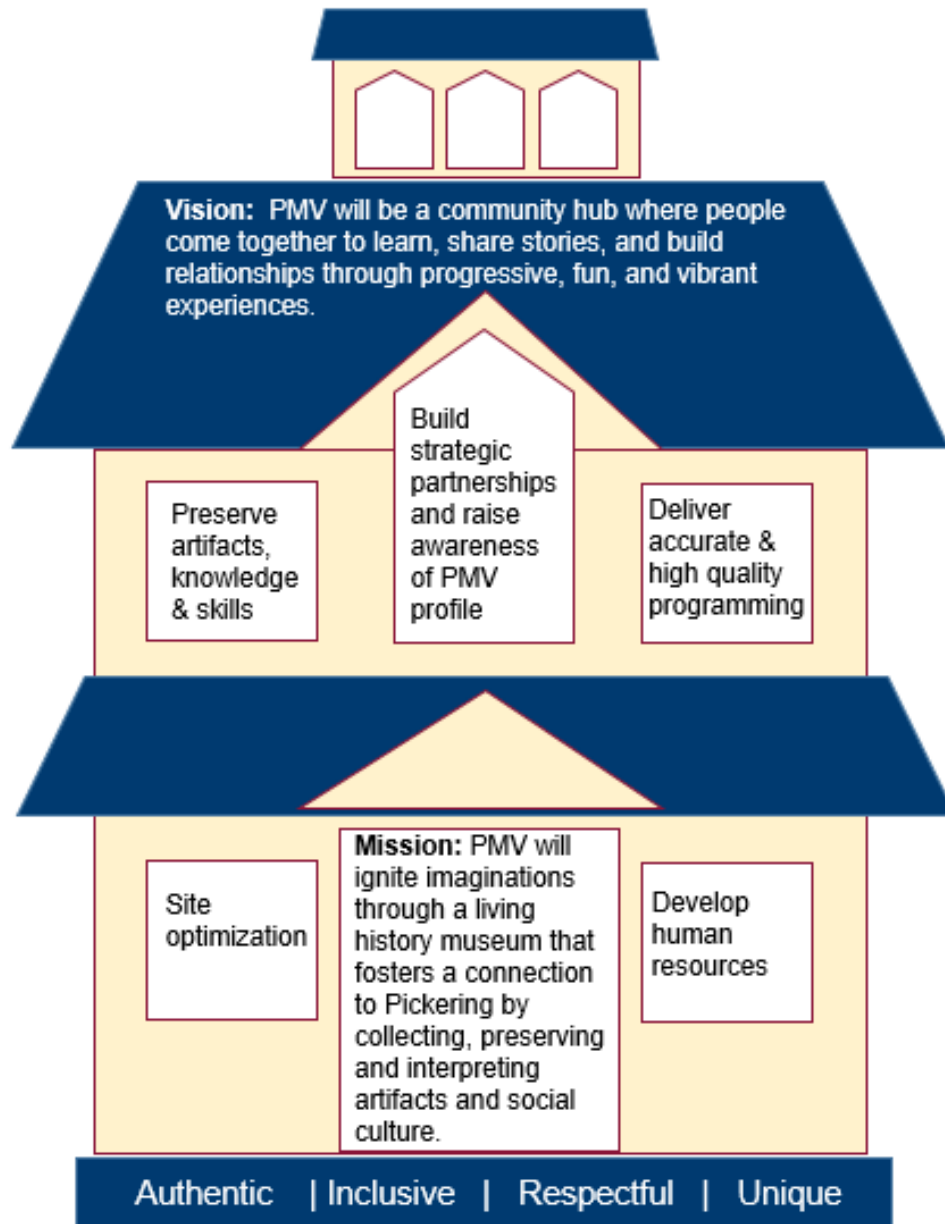 Vision: PMV will be a community hub where people
come together to learn, share stories, and build
relationships through progressive, fun, and vibrant
experiences.
Preserve
artifacts,
knowledge
& skills
Build
strategic
partnerships
and raise
awareness
of PMV
profile
Deliver
accurate &
high quality
programming
Site
optimization
Mission: PMV will
ignite imaginations
through a living
history museum that
fosters a connection
to Pickering by
collecting, preserving
and interpreting
artifacts and social
culture.
Develop
human
resources
Authentic | Inclusive | Respectful | Unique